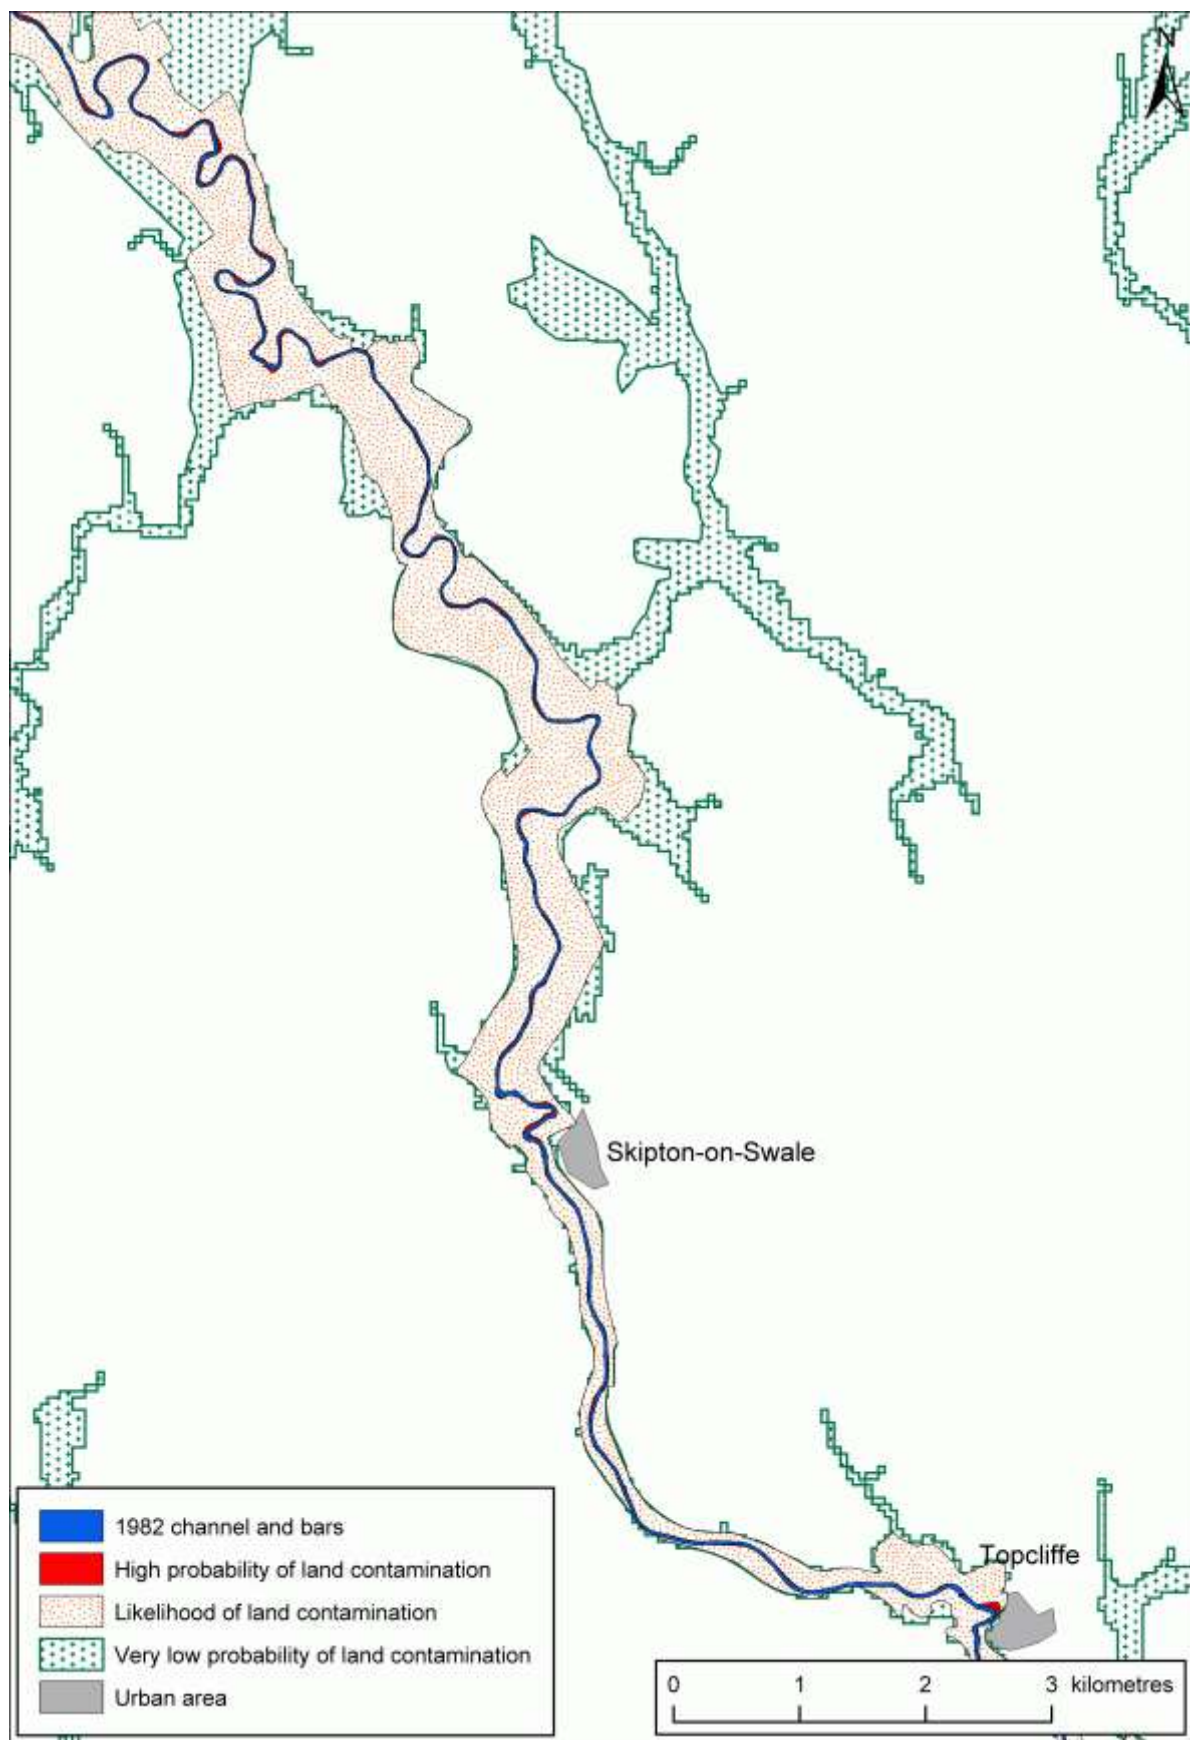 N
Skipton-on-Swale
Topcliffe
1982 channel and bars
High probability of land contamination
Likelihood of land contamination
Very low probability of land contamination
Urban area
0 1 2 3 kilometres